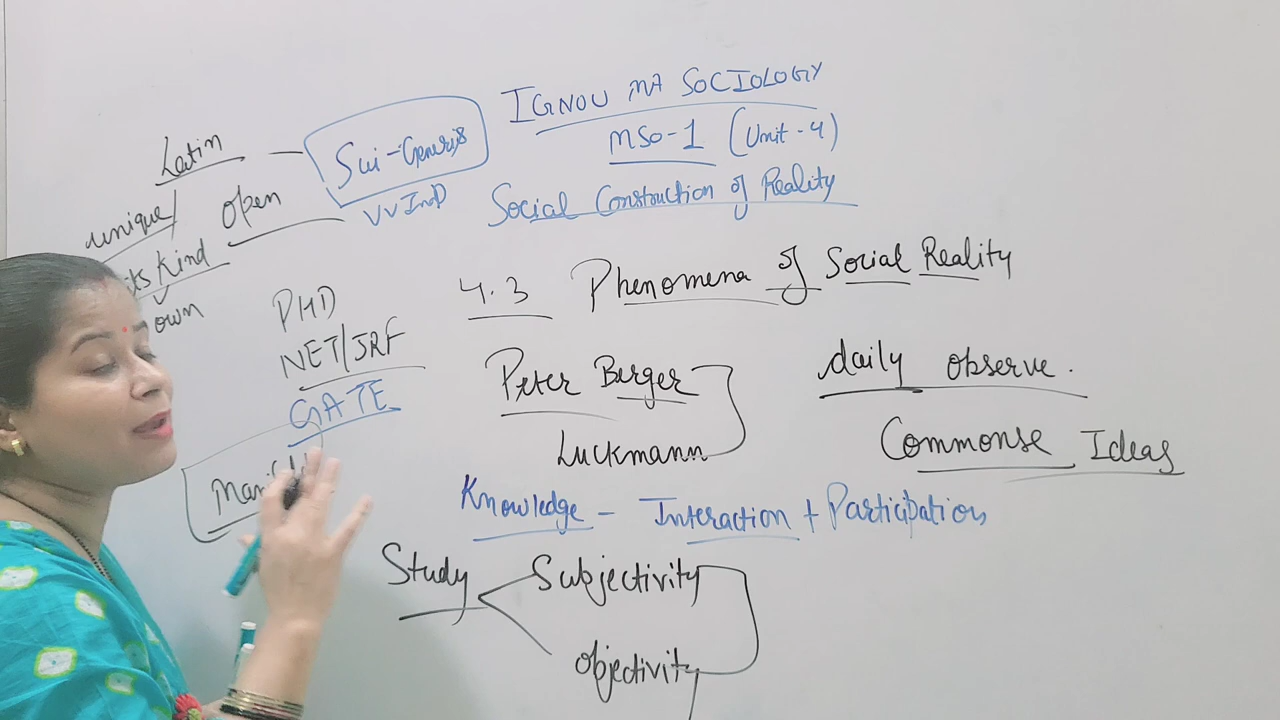 IGNOU MA SOCIOLOGY
MSO-1 (Unit-4)
Social Construction of Reality
Latin — Sui-Generis
VV Imp
unique/ open
its Kind
own
4.3 Phenomena of Social Reality
PHD
NET/JRF
GATE
Peter Berger
Luckmann
daily observe.
Commonse Ideas
Knowledge - Interaction + Participation
Study
Subjectivity
Objectivity